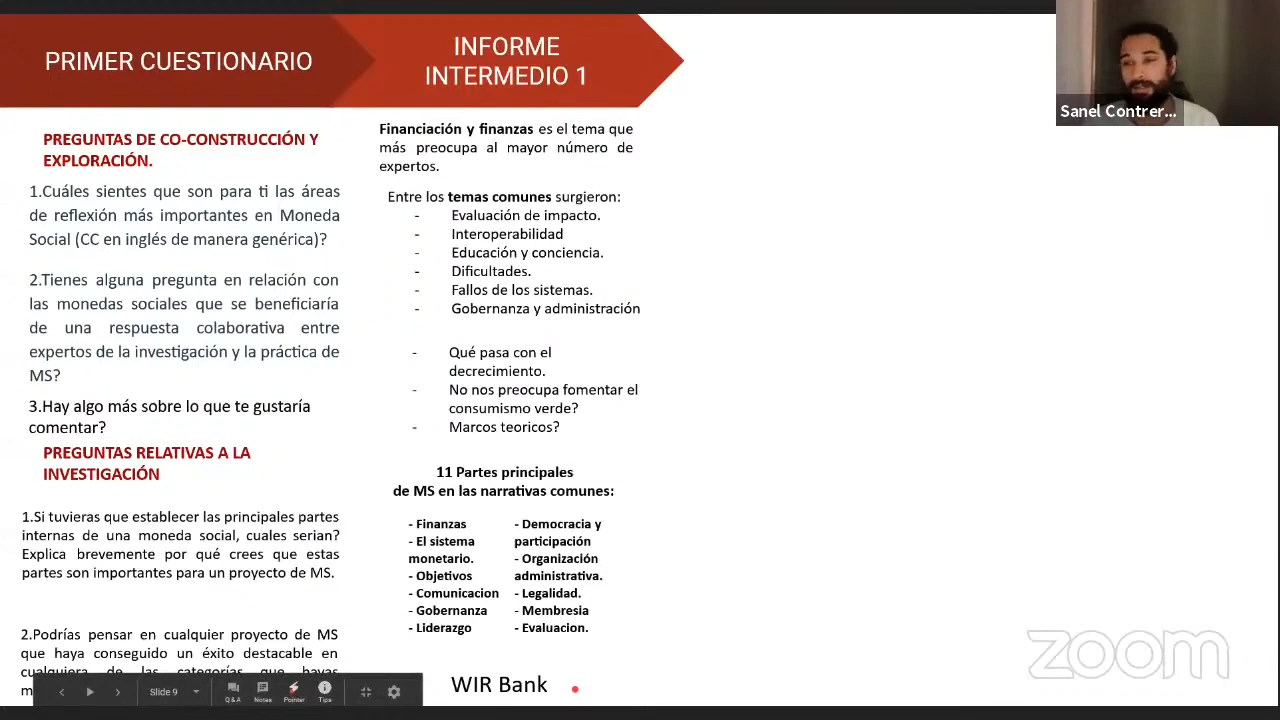 PRIMER CUESTIONARIO
INFORME
INTERMEDIO 1
Sanel Contrer...
PREGUNTAS DE CO-CONSTRUCCIÓN Y
EXPLORACIÓN.
1.Cuáles sientes que son para ti las áreas
de reflexión más importantes en Moneda
Social (CC en inglés de manera genérica)?
2.Tienes alguna pregunta en relación con
las monedas sociales que se beneficiaría
de una respuesta colaborativa entre
expertos de la investigación y la práctica de
MS?
3.Hay algo más sobre lo que te gustaría
comentar?
PREGUNTAS RELATIVAS A LA
INVESTIGACIÓN
1.Si tuvieras que establecer las principales partes
internas de una moneda social, cuales serian?
Explica brevemente por qué crees que estas
partes son importantes para un proyecto de MS.
2.Podrías pensar en cualquier proyecto de MS
que haya conseguido un éxito destacable en
cualquiera de las categorías que hayas
Financiación y finanzas es el tema que
más preocupa al mayor número de
expertos.
Entre los temas comunes surgieron:
- Evaluación de impacto.
- Interoperabilidad
- Educación y conciencia.
- Dificultades.
- Fallos de los sistemas.
- Gobernanza y administración
- Qué pasa con el
decrecimiento.
- No nos preocupa fomentar el
consumismo verde?
- Marcos teoricos?
11 Partes principales
de MS en las narrativas comunes:
- Finanzas
- El sistema
monetario.
- Objetivos
- Comunicacion
- Gobernanza
- Liderazgo
- Democracia y
participación
- Organización
administrativa.
- Legalidad.
- Membresia
- Evaluacion.
WIR Bank
Slide 9
Q & A
Notes
Pointer
Tips
zoom